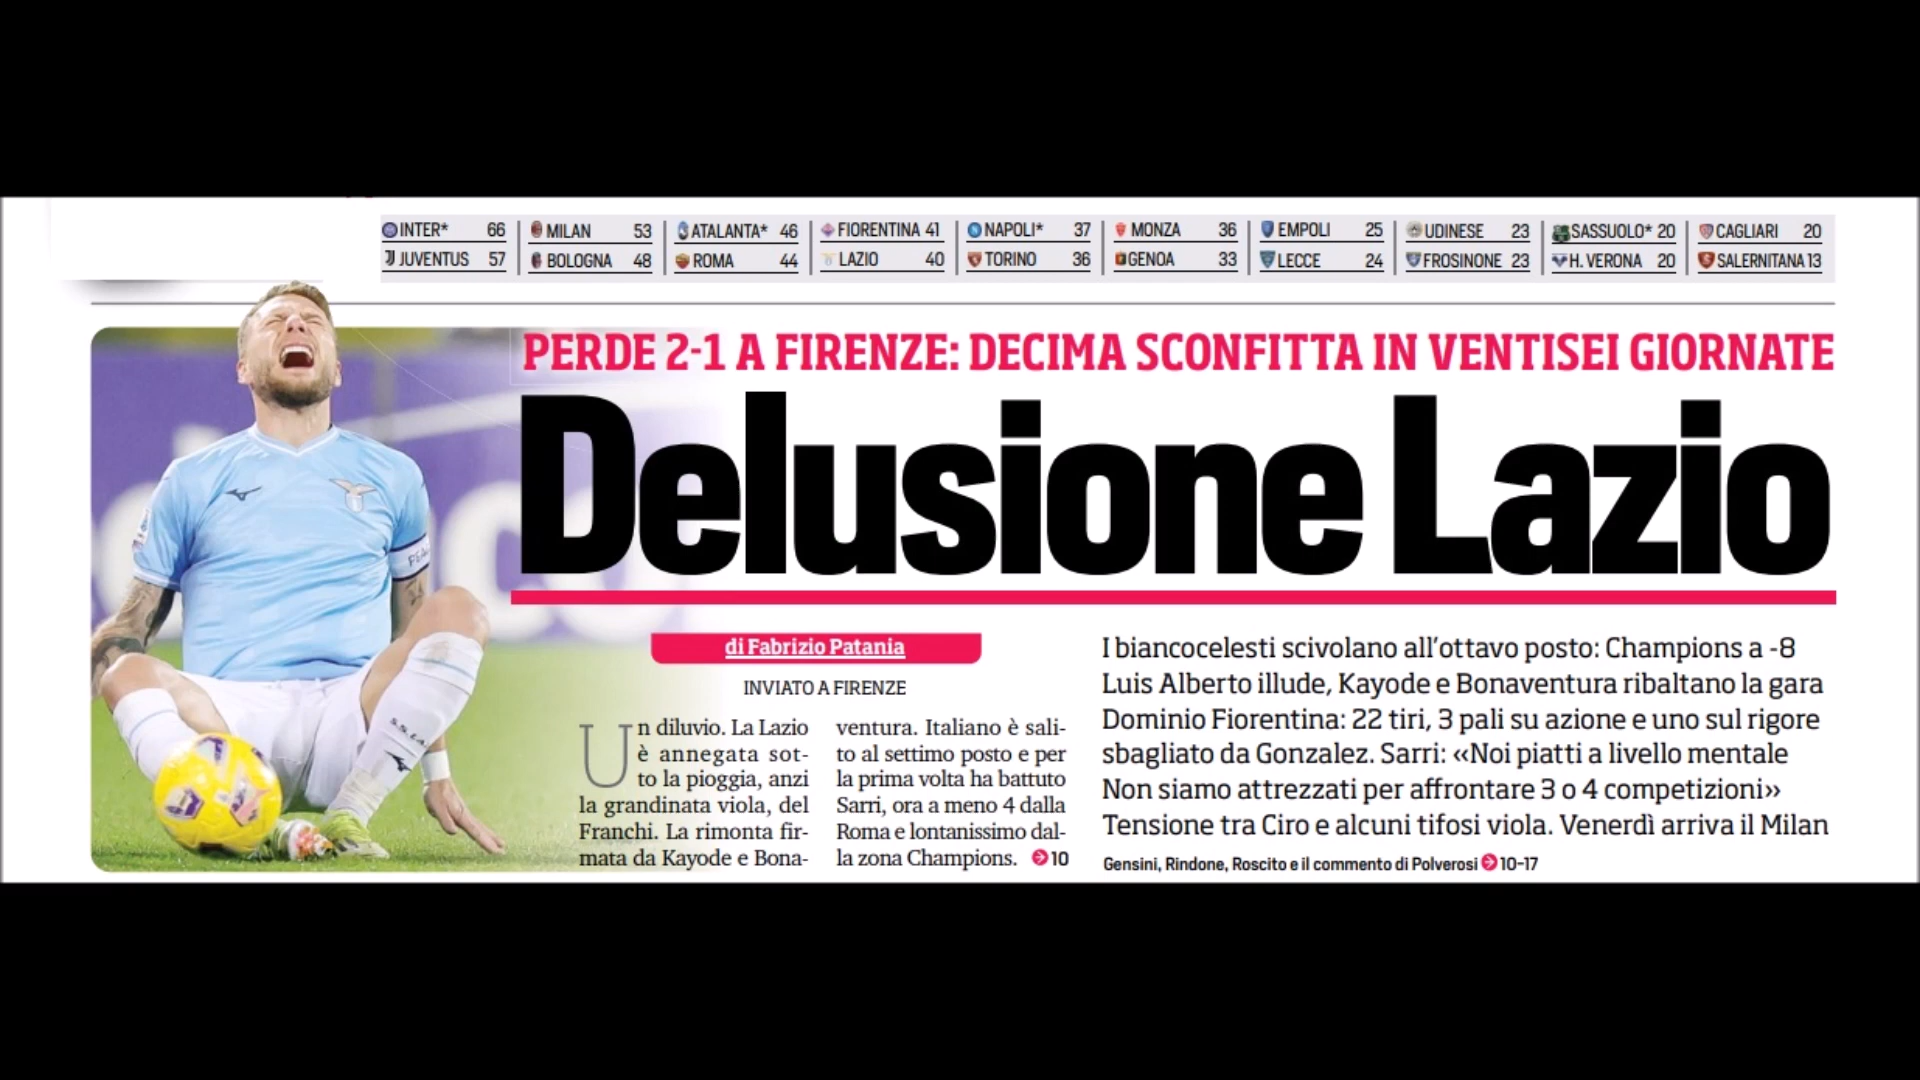 INTER* 66 MILAN 53 ATALANTA* 46 FIORENTINA 41 NAPOLI* 37 MONZA 36 EMPOLI 25 UDINESE 23 SASSUOLO* 20 CAGLIARI 20
JUVENTUS 57 BOLOGNA 48 ROMA 44 LAZIO 40 TORINO 36 GENOA 33 LECCE 24 FROSINONE 23 H. VERONA 20 SALERNITANA 13
PERDE 2-1 A FIRENZE: DECIMA SCONFITTA IN VENTISEI GIORNATE
Delusione Lazio
di Fabrizio Patania
INVIATO A FIRENZE
Un diluvio. La Lazio
è annegata sot-
to la pioggia, anzi
la grandinata viola, del
Franchi. La rimonta fir-
mata da Kayode e Bona-
ventura. Italiano è sali-
to al settimo posto e per
la prima volta ha battuto
Sarri, ora a meno 4 dalla
Roma e lontanissimo dal-
la zona Champions. 10
I biancocelesti scivolano all'ottavo posto: Champions a -8
Luis Alberto illude, Kayode e Bonaventura ribaltano la gara
Dominio Fiorentina: 22 tiri, 3 pali su azione e uno sul rigore
sbagliato da Gonzalez. Sarri: «Noi piatti a livello mentale
Non siamo attrezzati per affrontare 3 o 4 competizioni»
Tensione tra Ciro e alcuni tifosi viola. Venerdì arriva il Milan
Gensini, Rindone, Roscito e il commento di Polverosi 10-17